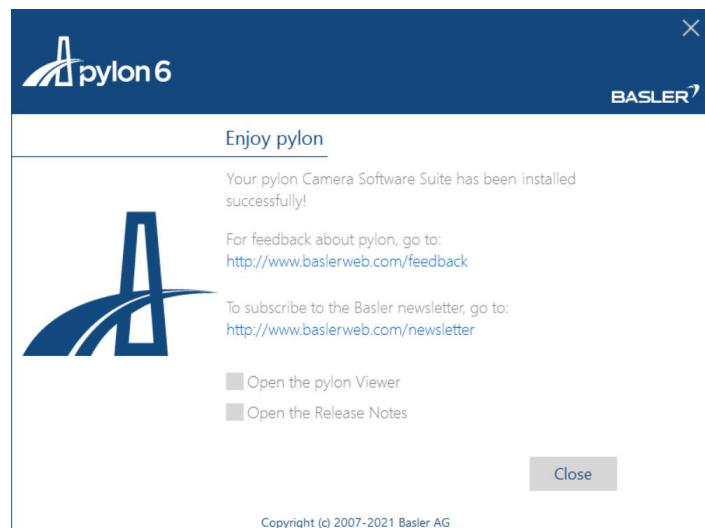 pylon 6
BASLER
Enjoy pylon
Your pylon Camera Software Suite has been installed
successfully!
For feedback about pylon, go to:
http://www.baslerweb.com/feedback
To subscribe to the Basler newsletter, go to:
http://www.baslerweb.com/newsletter
Open the pylon Viewer
Open the Release Notes
Close
Copyright (c) 2007-2021 Basler AG